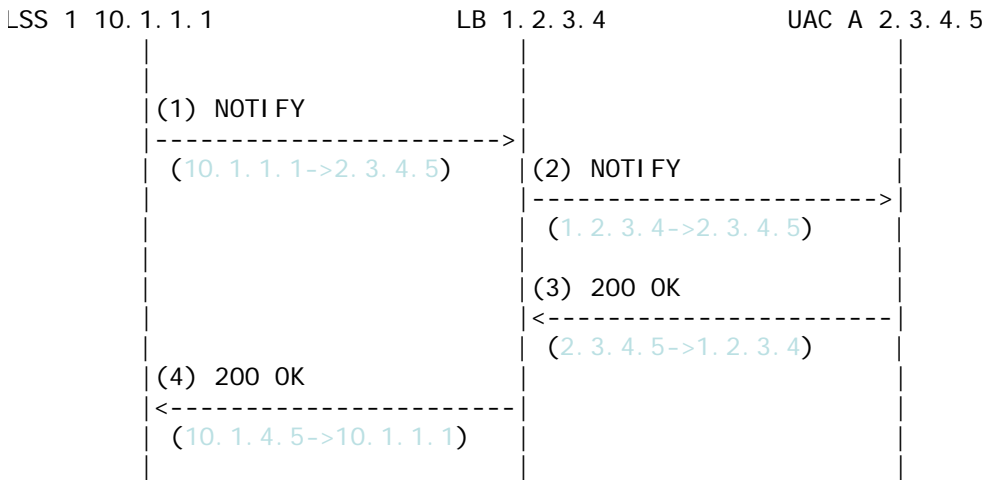 LSS 1 10.1.1.1 LB 1.2.3.4 UAC A 2.3.4.5
(1) NOTIFY
----------------------->
(10.1.1.1->2.3.4.5) (2) NOTIFY
----------------------->
(1.2.3.4->2.3.4.5)
(3) 200 OK
<-----------------------
(2.3.4.5->1.2.3.4)
(4) 200 OK
<-----------------------
(10.1.4.5->10.1.1.1)